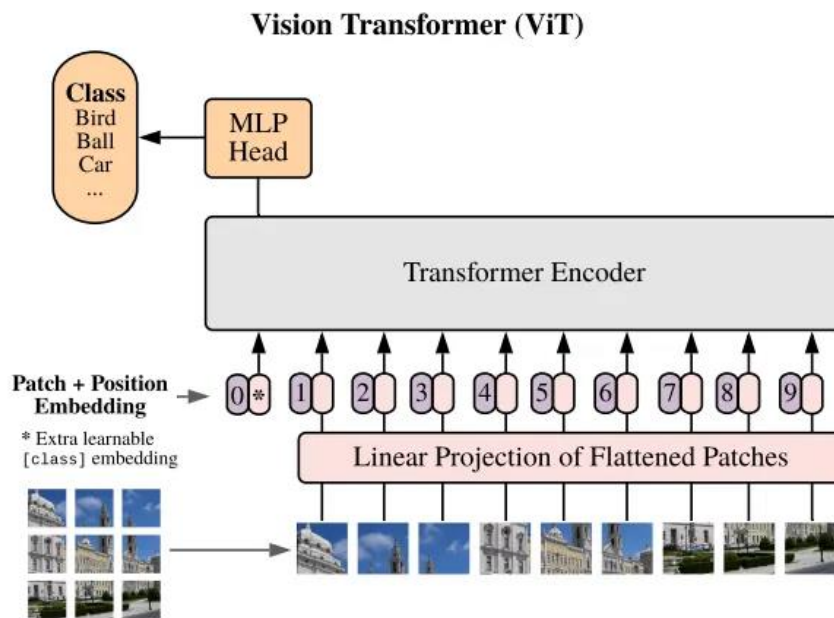 Vision Transformer (ViT)
Class
Bird
Ball
Car
...
MLP
Head
Transformer Encoder
Patch + Position
Embedding
0 * 1 2 3 4 5 6 7 8 9
* Extra learnable
[class] embedding
Linear Projection of Flattened Patches